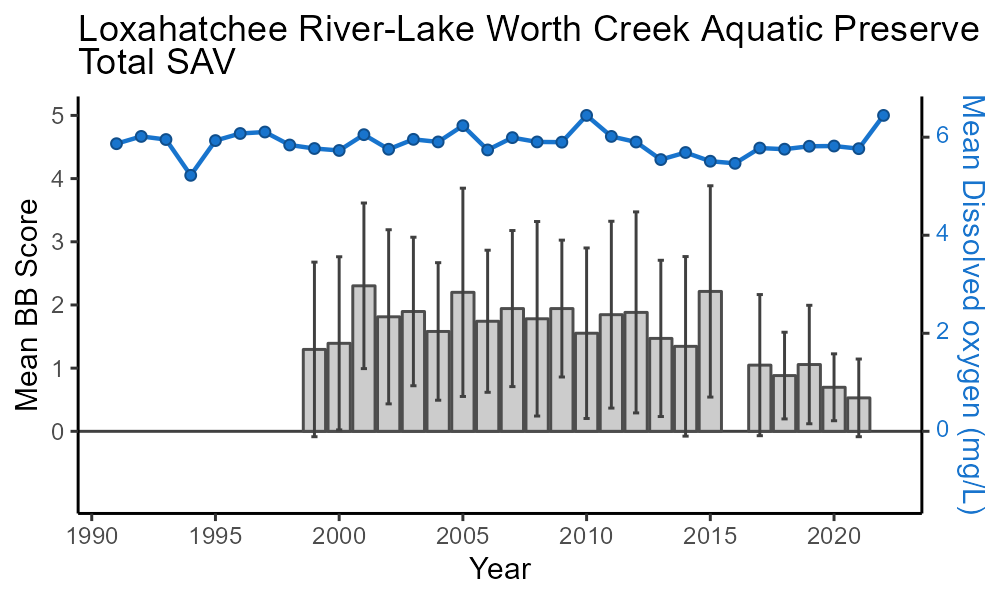 Loxahatchee River-Lake Worth Creek Aquatic Preserve
Total SAV
5
4
3
2
1
0
Mean BB Score
6
4
2
0
Mean Dissolved oxygen (mg/L)
1990 1995 2000 2005 2010 2015 2020
Year